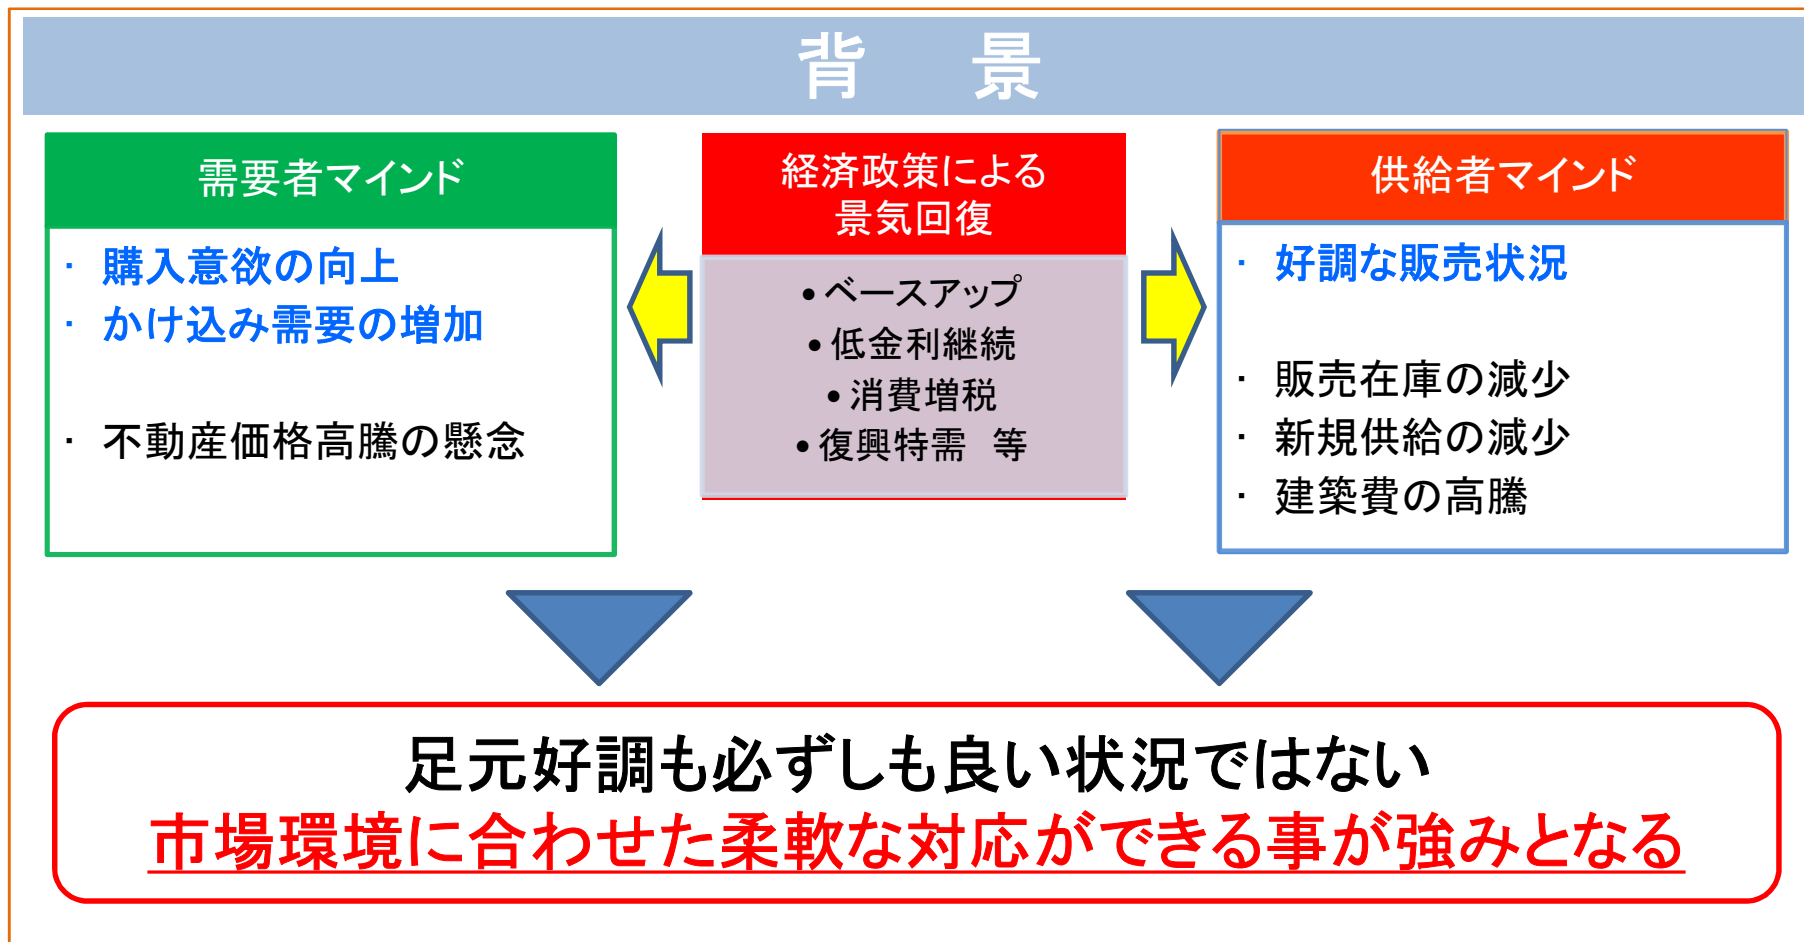 背　景
需要者マインド
・ 購入意欲の向上
・ かけ込み需要の増加
・ 不動産価格高騰の懸念
経済政策による
景気回復
•ベースアップ
•低金利継続
•消費増税
•復興特需　等
供給者マインド
・ 好調な販売状況
・ 販売在庫の減少
・ 新規供給の減少
・ 建築費の高騰
足元好調も必ずしも良い状況ではない
市場環境に合わせた柔軟な対応ができる事が強みとなる